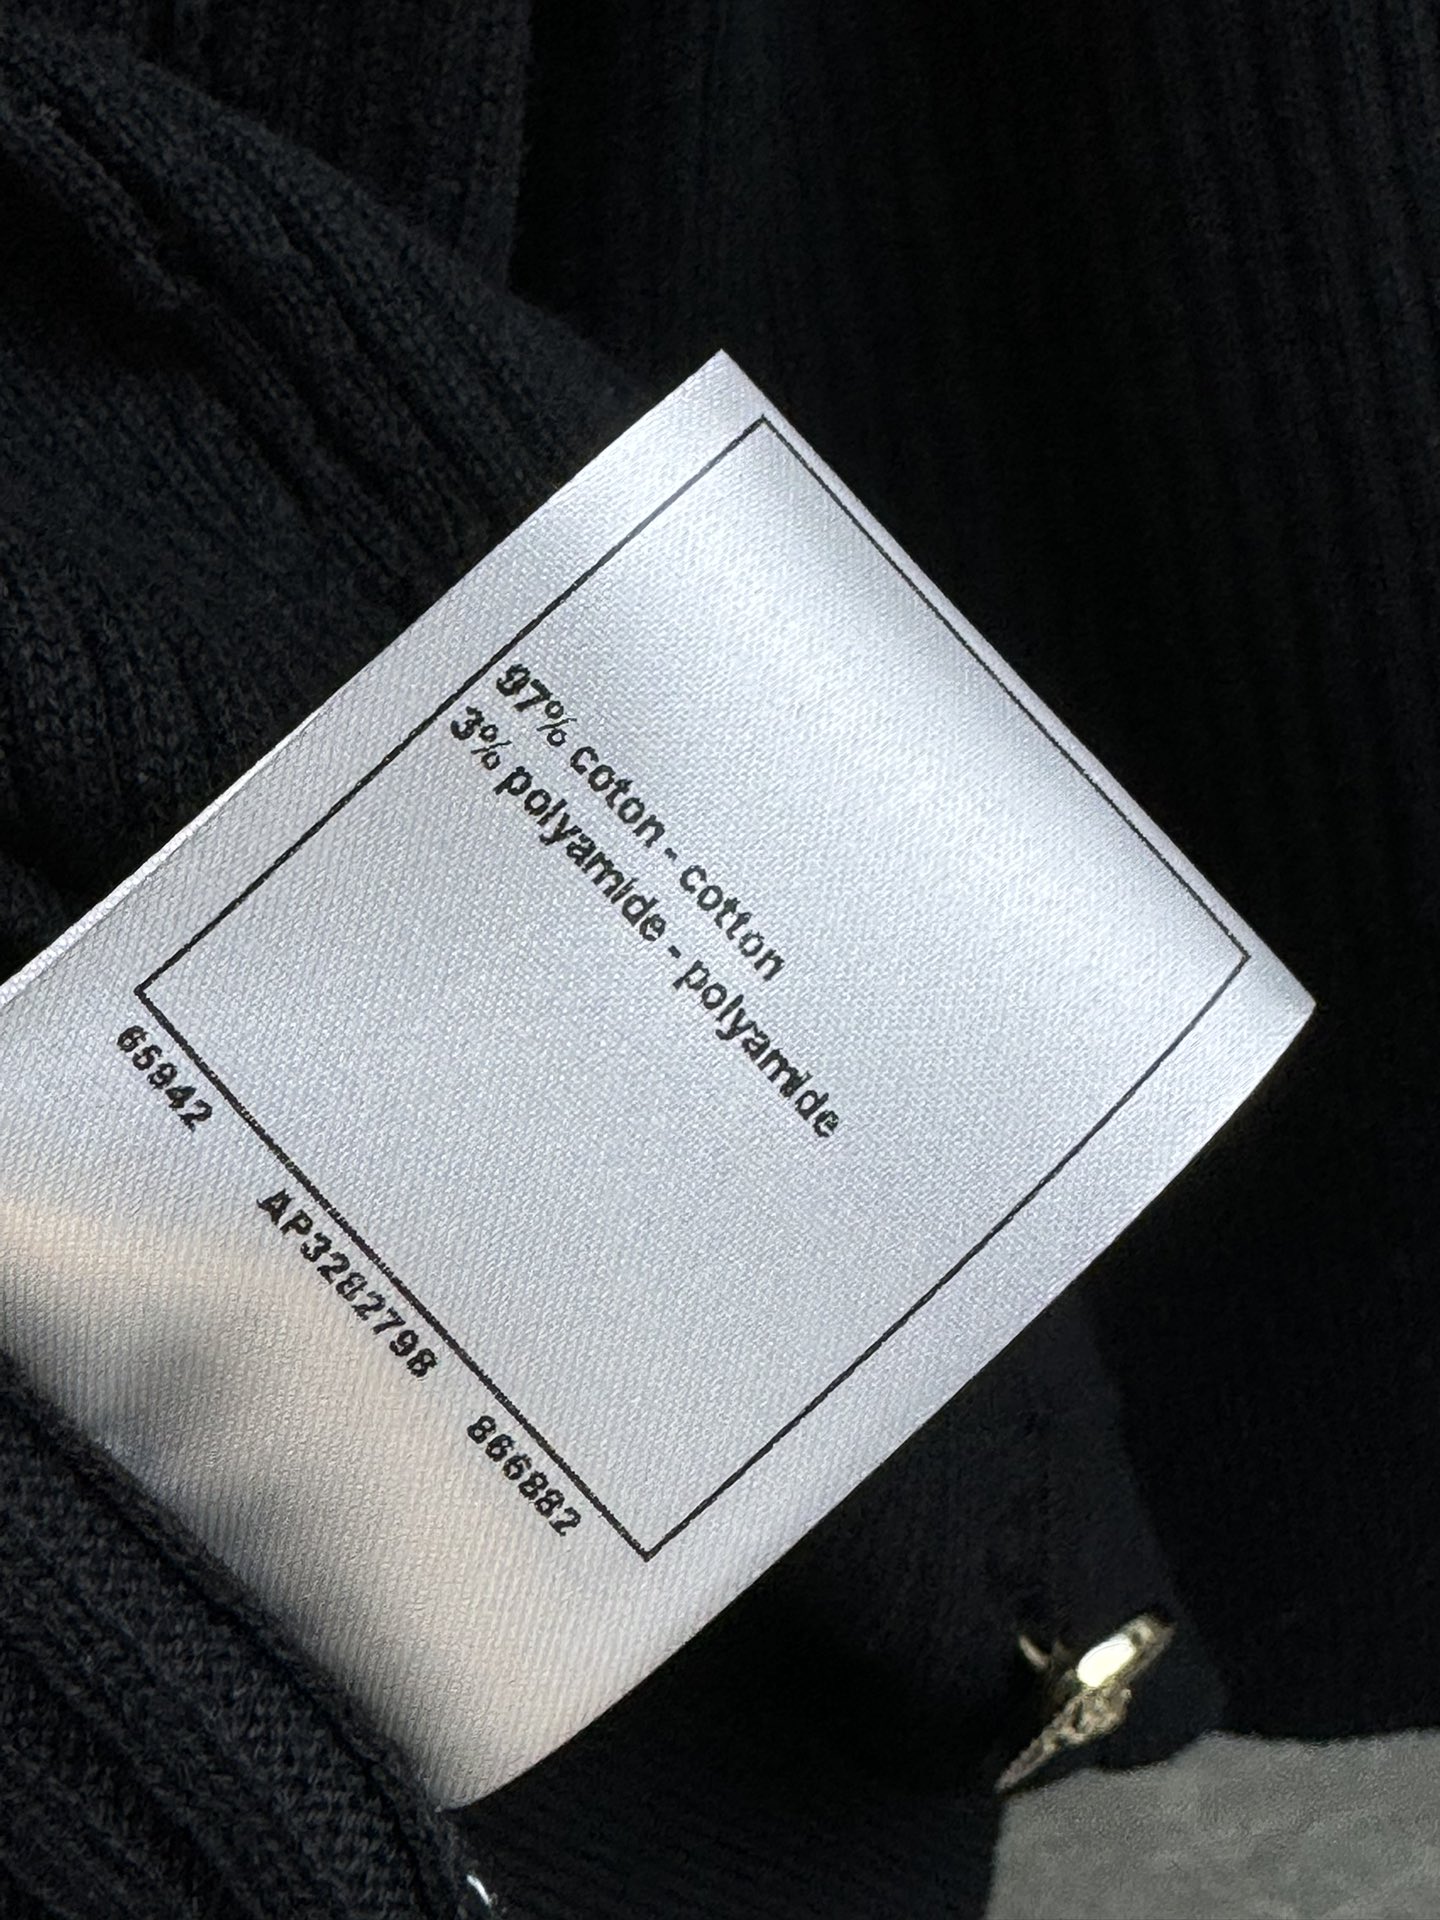 97% coton - cotton
3% polyamide - polyamide
65942 AP3282798 866882